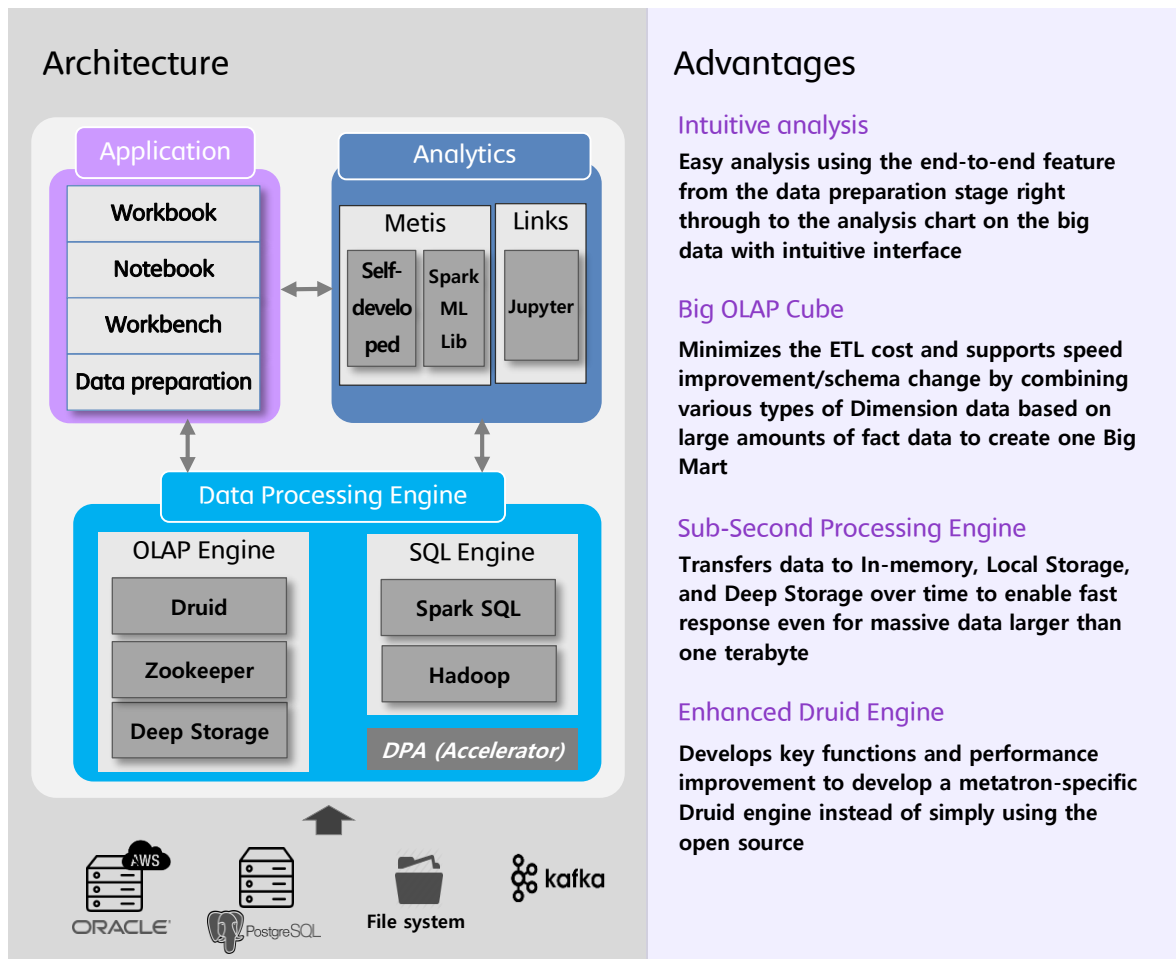 Architecture
Application
Workbook
Notebook
Workbench
Data preparation
Analytics
Metis
Self-
develo
ped
Spark
ML
Lib
Links
Jupyter
Data Processing Engine
OLAP Engine
Druid
Zookeeper
Deep Storage
SQL Engine
Spark SQL
Hadoop
DPA (Accelerator)
AWS
ORACLE
PostgreSQL
File system
kafka
Advantages
Intuitive analysis
Easy analysis using the end-to-end feature
from the data preparation stage right
through to the analysis chart on the big
data with intuitive interface
Big OLAP Cube
Minimizes the ETL cost and supports speed
improvement/schema change by combining
various types of Dimension data based on
large amounts of fact data to create one Big
Mart
Sub-Second Processing Engine
Transfers data to In-memory, Local Storage,
and Deep Storage over time to enable fast
response even for massive data larger than
one terabyte
Enhanced Druid Engine
Develops key functions and performance
improvement to develop a metatron-specific
Druid engine instead of simply using the
open source